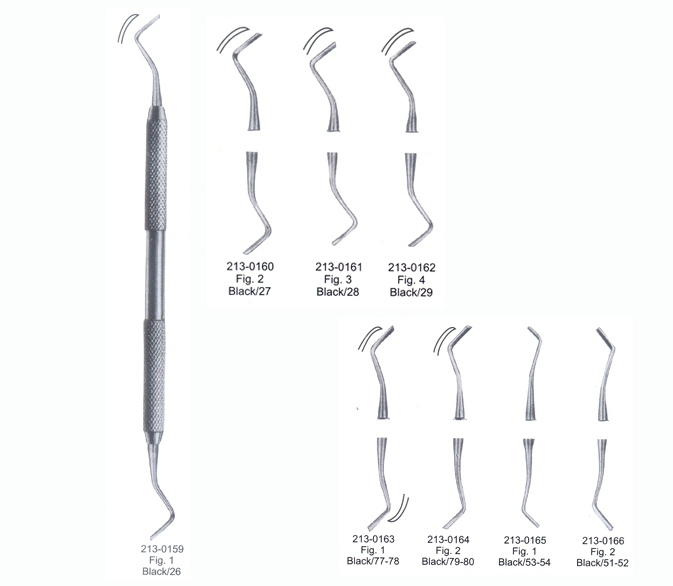 213-0160
Fig. 2
Black/27
213-0161
Fig. 3
Black/28
213-0162
Fig. 4
Black/29
213-0159
Fig. 1
Black/26
213-0163
Fig. 1
Black/77-78
213-0164
Fig. 2
Black/79-80
213-0165
Fig. 1
Black/53-54
213-0166
Fig. 2
Black/51-52